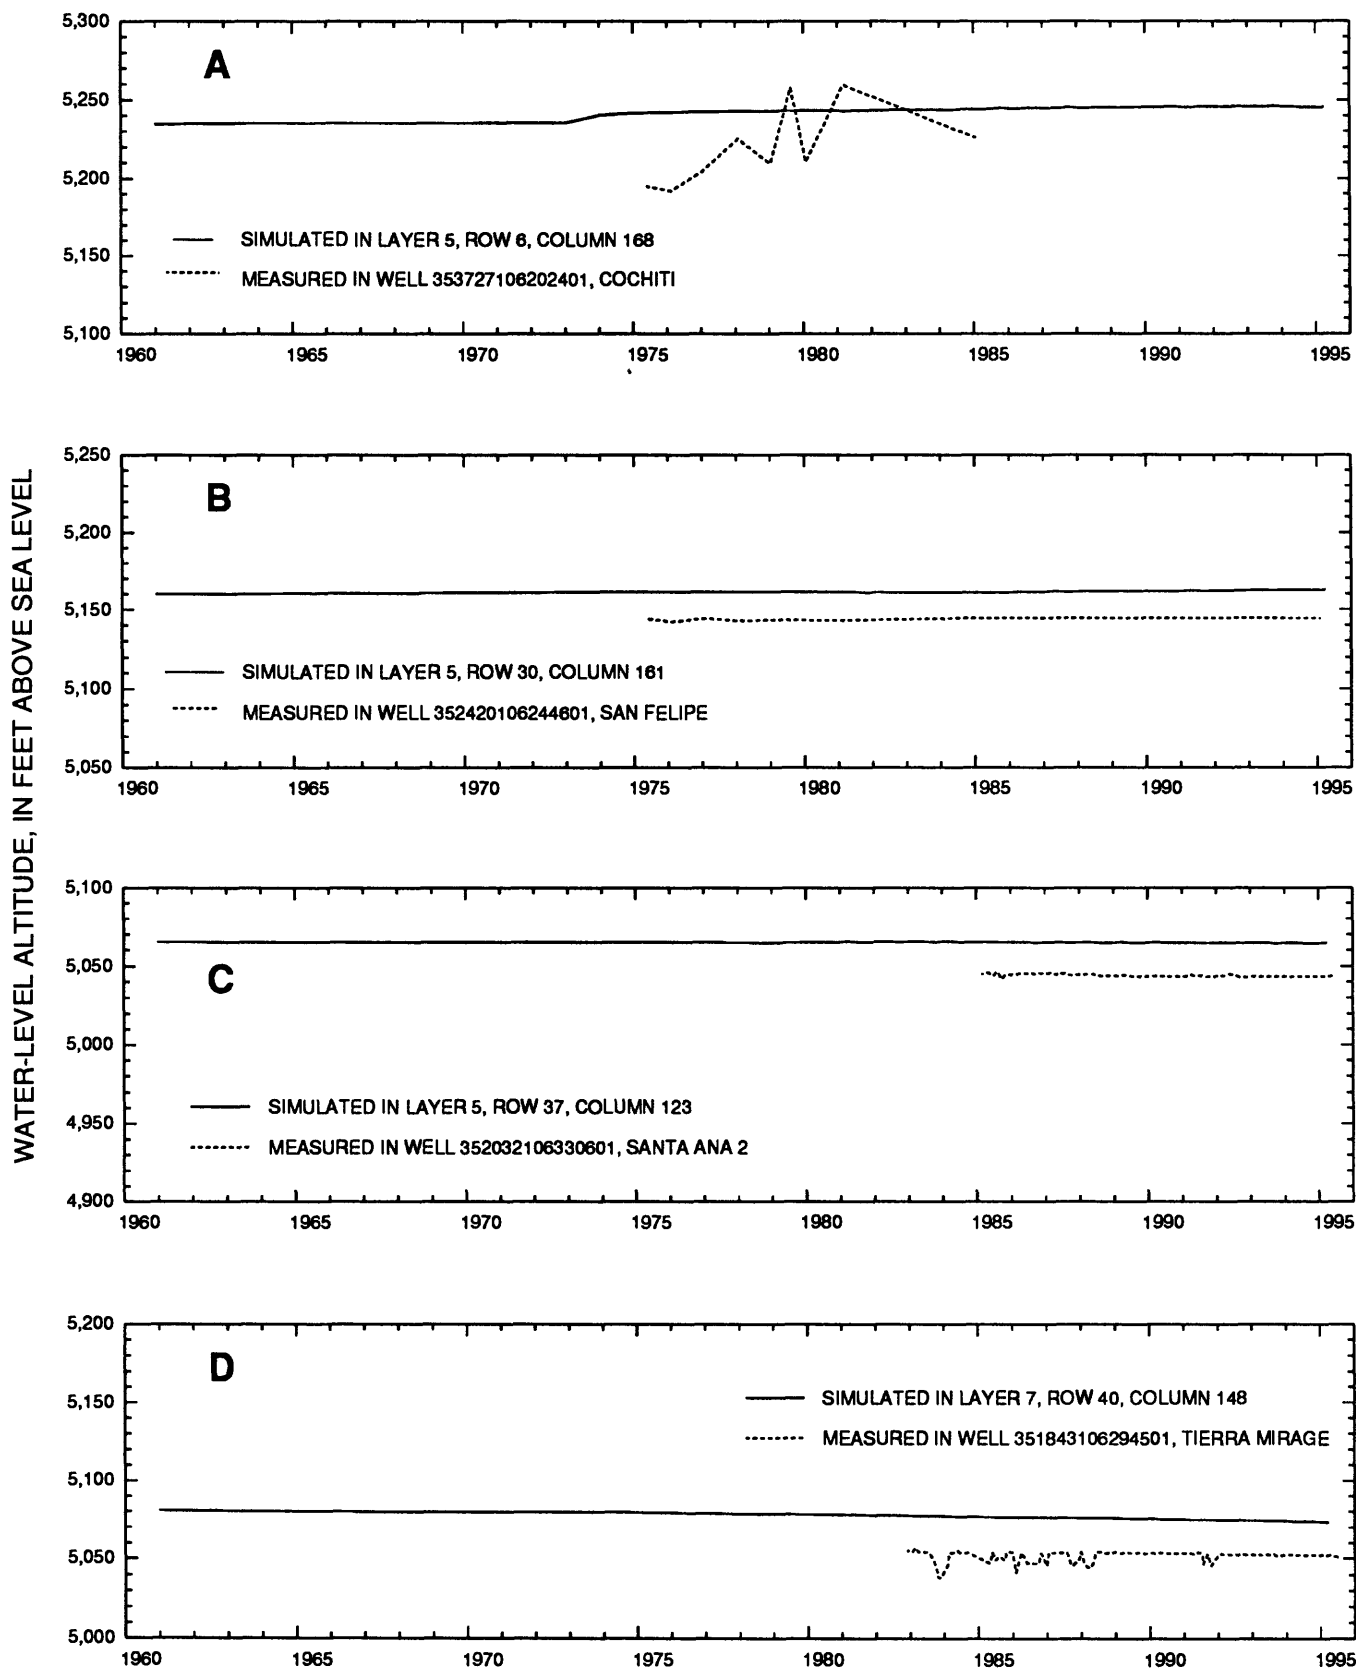 WATER-LEVEL ALTITUDE, IN FEET ABOVE SEA LEVEL
5,300
A
5,250
5,200
5,150
5,100
SIMULATED IN LAYER 5, ROW 6, COLUMN 168
MEASURED IN WELL 353727106202401, COCHITI
1960 1965 1970 1975 1980 1985 1990 1995
5,250
B
5,200
5,150
5,100
5,050
SIMULATED IN LAYER 5, ROW 30, COLUMN 161
MEASURED IN WELL 352420106244601, SAN FELIPE
1960 1965 1970 1975 1980 1985 1990 1995
5,100
5,050
C
5,000
4,950
4,900
SIMULATED IN LAYER 5, ROW 37, COLUMN 123
MEASURED IN WELL 352032106330601, SANTA ANA 2
1960 1965 1970 1975 1980 1985 1990 1995
5,200
D
5,150
5,100
5,050
5,000
SIMULATED IN LAYER 7, ROW 40, COLUMN 148
MEASURED IN WELL 351843106294501, TIERRA MIRAGE
1960 1965 1970 1975 1980 1985 1990 1995